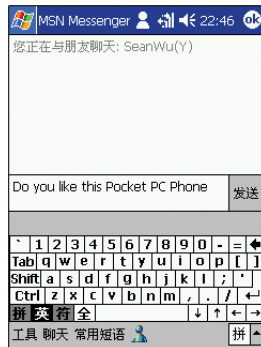 MSN Messenger 22:46 ok
您正在与朋友聊天: SeanWu(Y)
Do you like this Pocket PC Phone 发送
` 1 2 3 4 5 6 7 8 9 0 - =
Tab q w e r t y u i o p [ ]
Shift a s d f g h j k l ; '
Ctrl z x c v b n m , . /
拼 英 符 全
工具 聊天 常用短语 拼